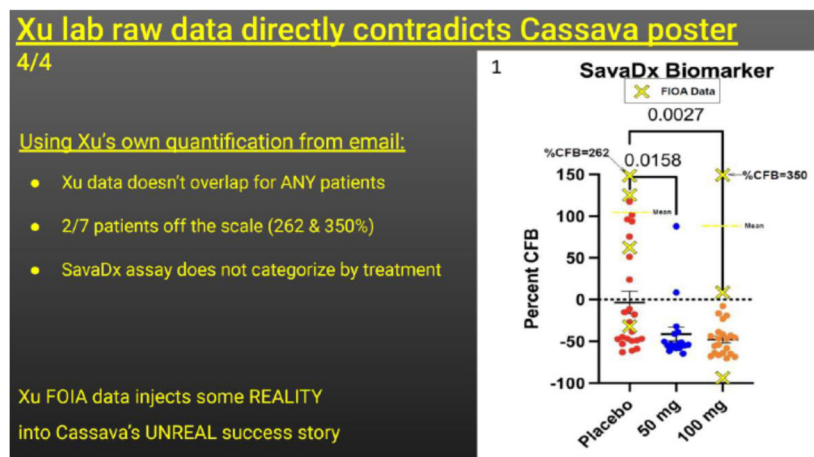 Xu lab raw data directly contradicts Cassava poster
4/4
Using Xu's own quantification from email:
Xu data doesn't overlap for ANY patients
2/7 patients off the scale (262 & 350%)
SavaDx assay does not categorize by treatment
Xu FOIA data injects some REALITY
into Cassava's UNREAL success story
1
SavaDx Biomarker
FIOA Data
0.0027
%CFB=262
0.0158
%CFB=350
150
100
50
0
-50
-100
Mean
Mean
Percent CFB
Placebo
50 mg
100 mg